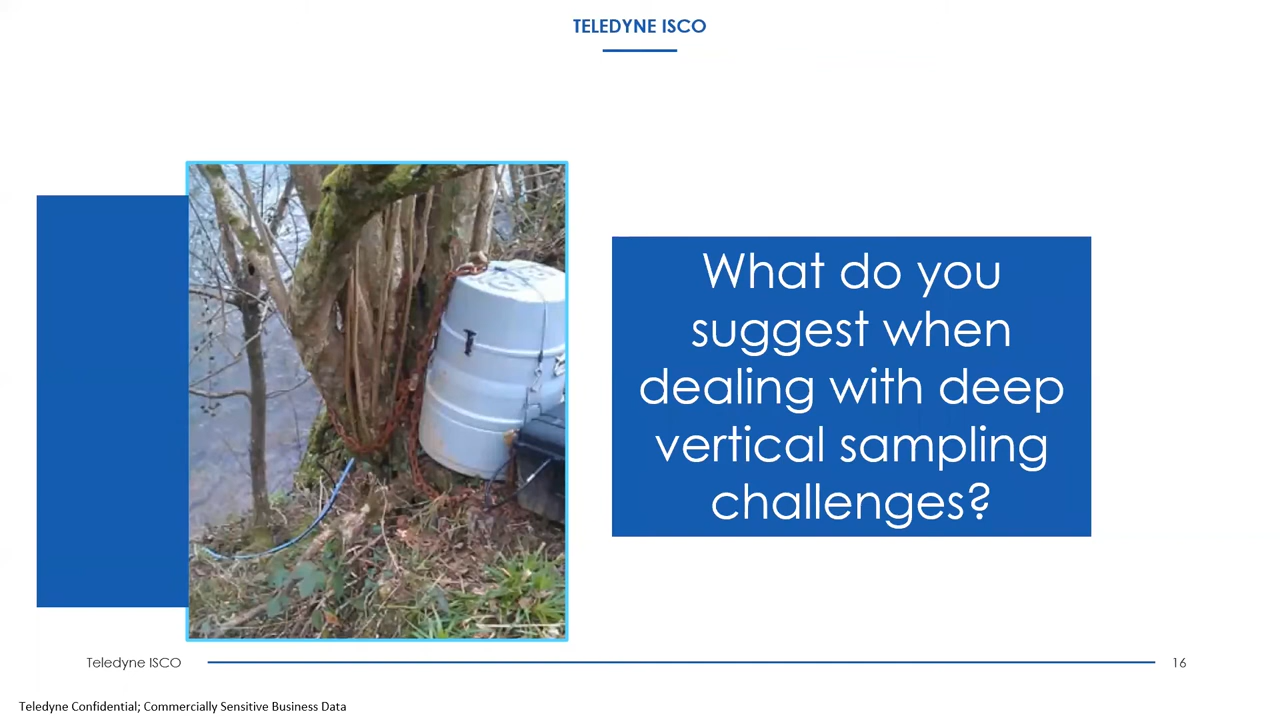 TELEDYNE ISCO
What do you
suggest when
dealing with deep
vertical sampling
challenges?
Teledyne ISCO
16
Teledyne Confidential; Commercially Sensitive Business Data